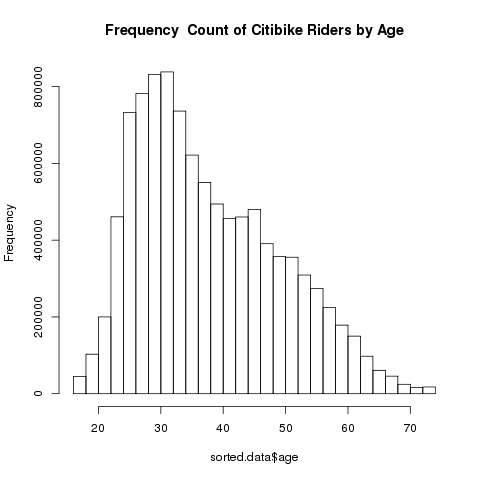 Frequency  Count of Citibike Riders by Age
Frequency
800000
600000
400000
200000
0
20 30 40 50 60 70
sorted.data$age